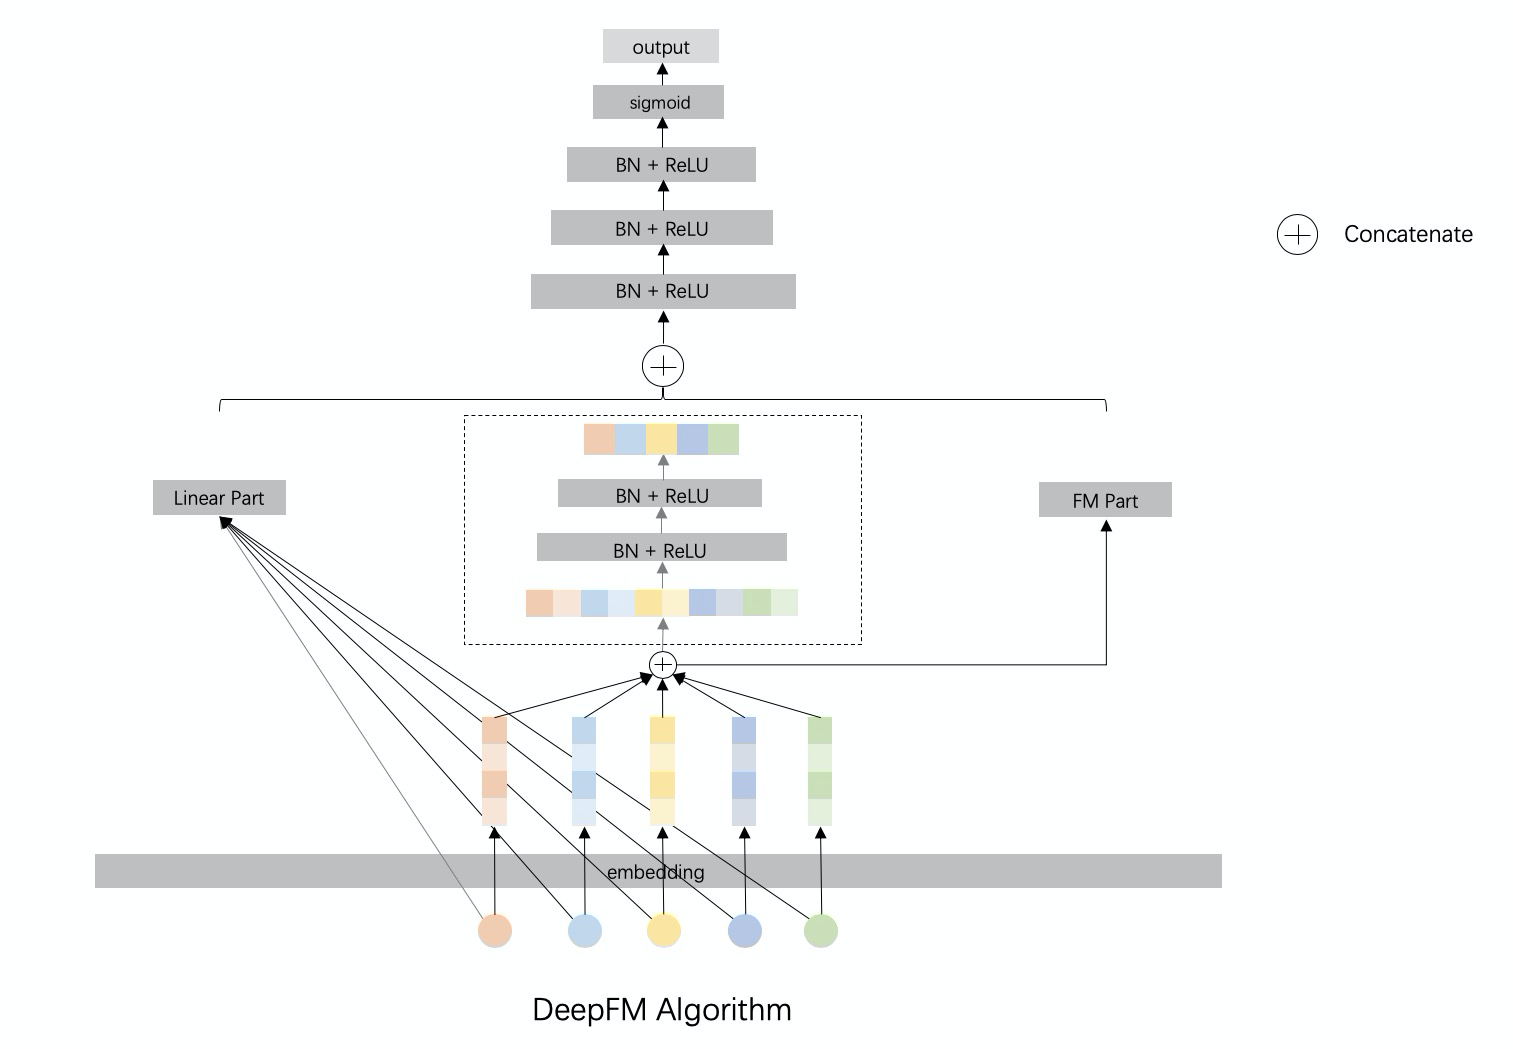 output
sigmoid
BN + ReLU
BN + ReLU
Concatenate
BN + ReLU
Linear Part
BN + ReLU
FM Part
BN + ReLU
embedding
DeepFM Algorithm